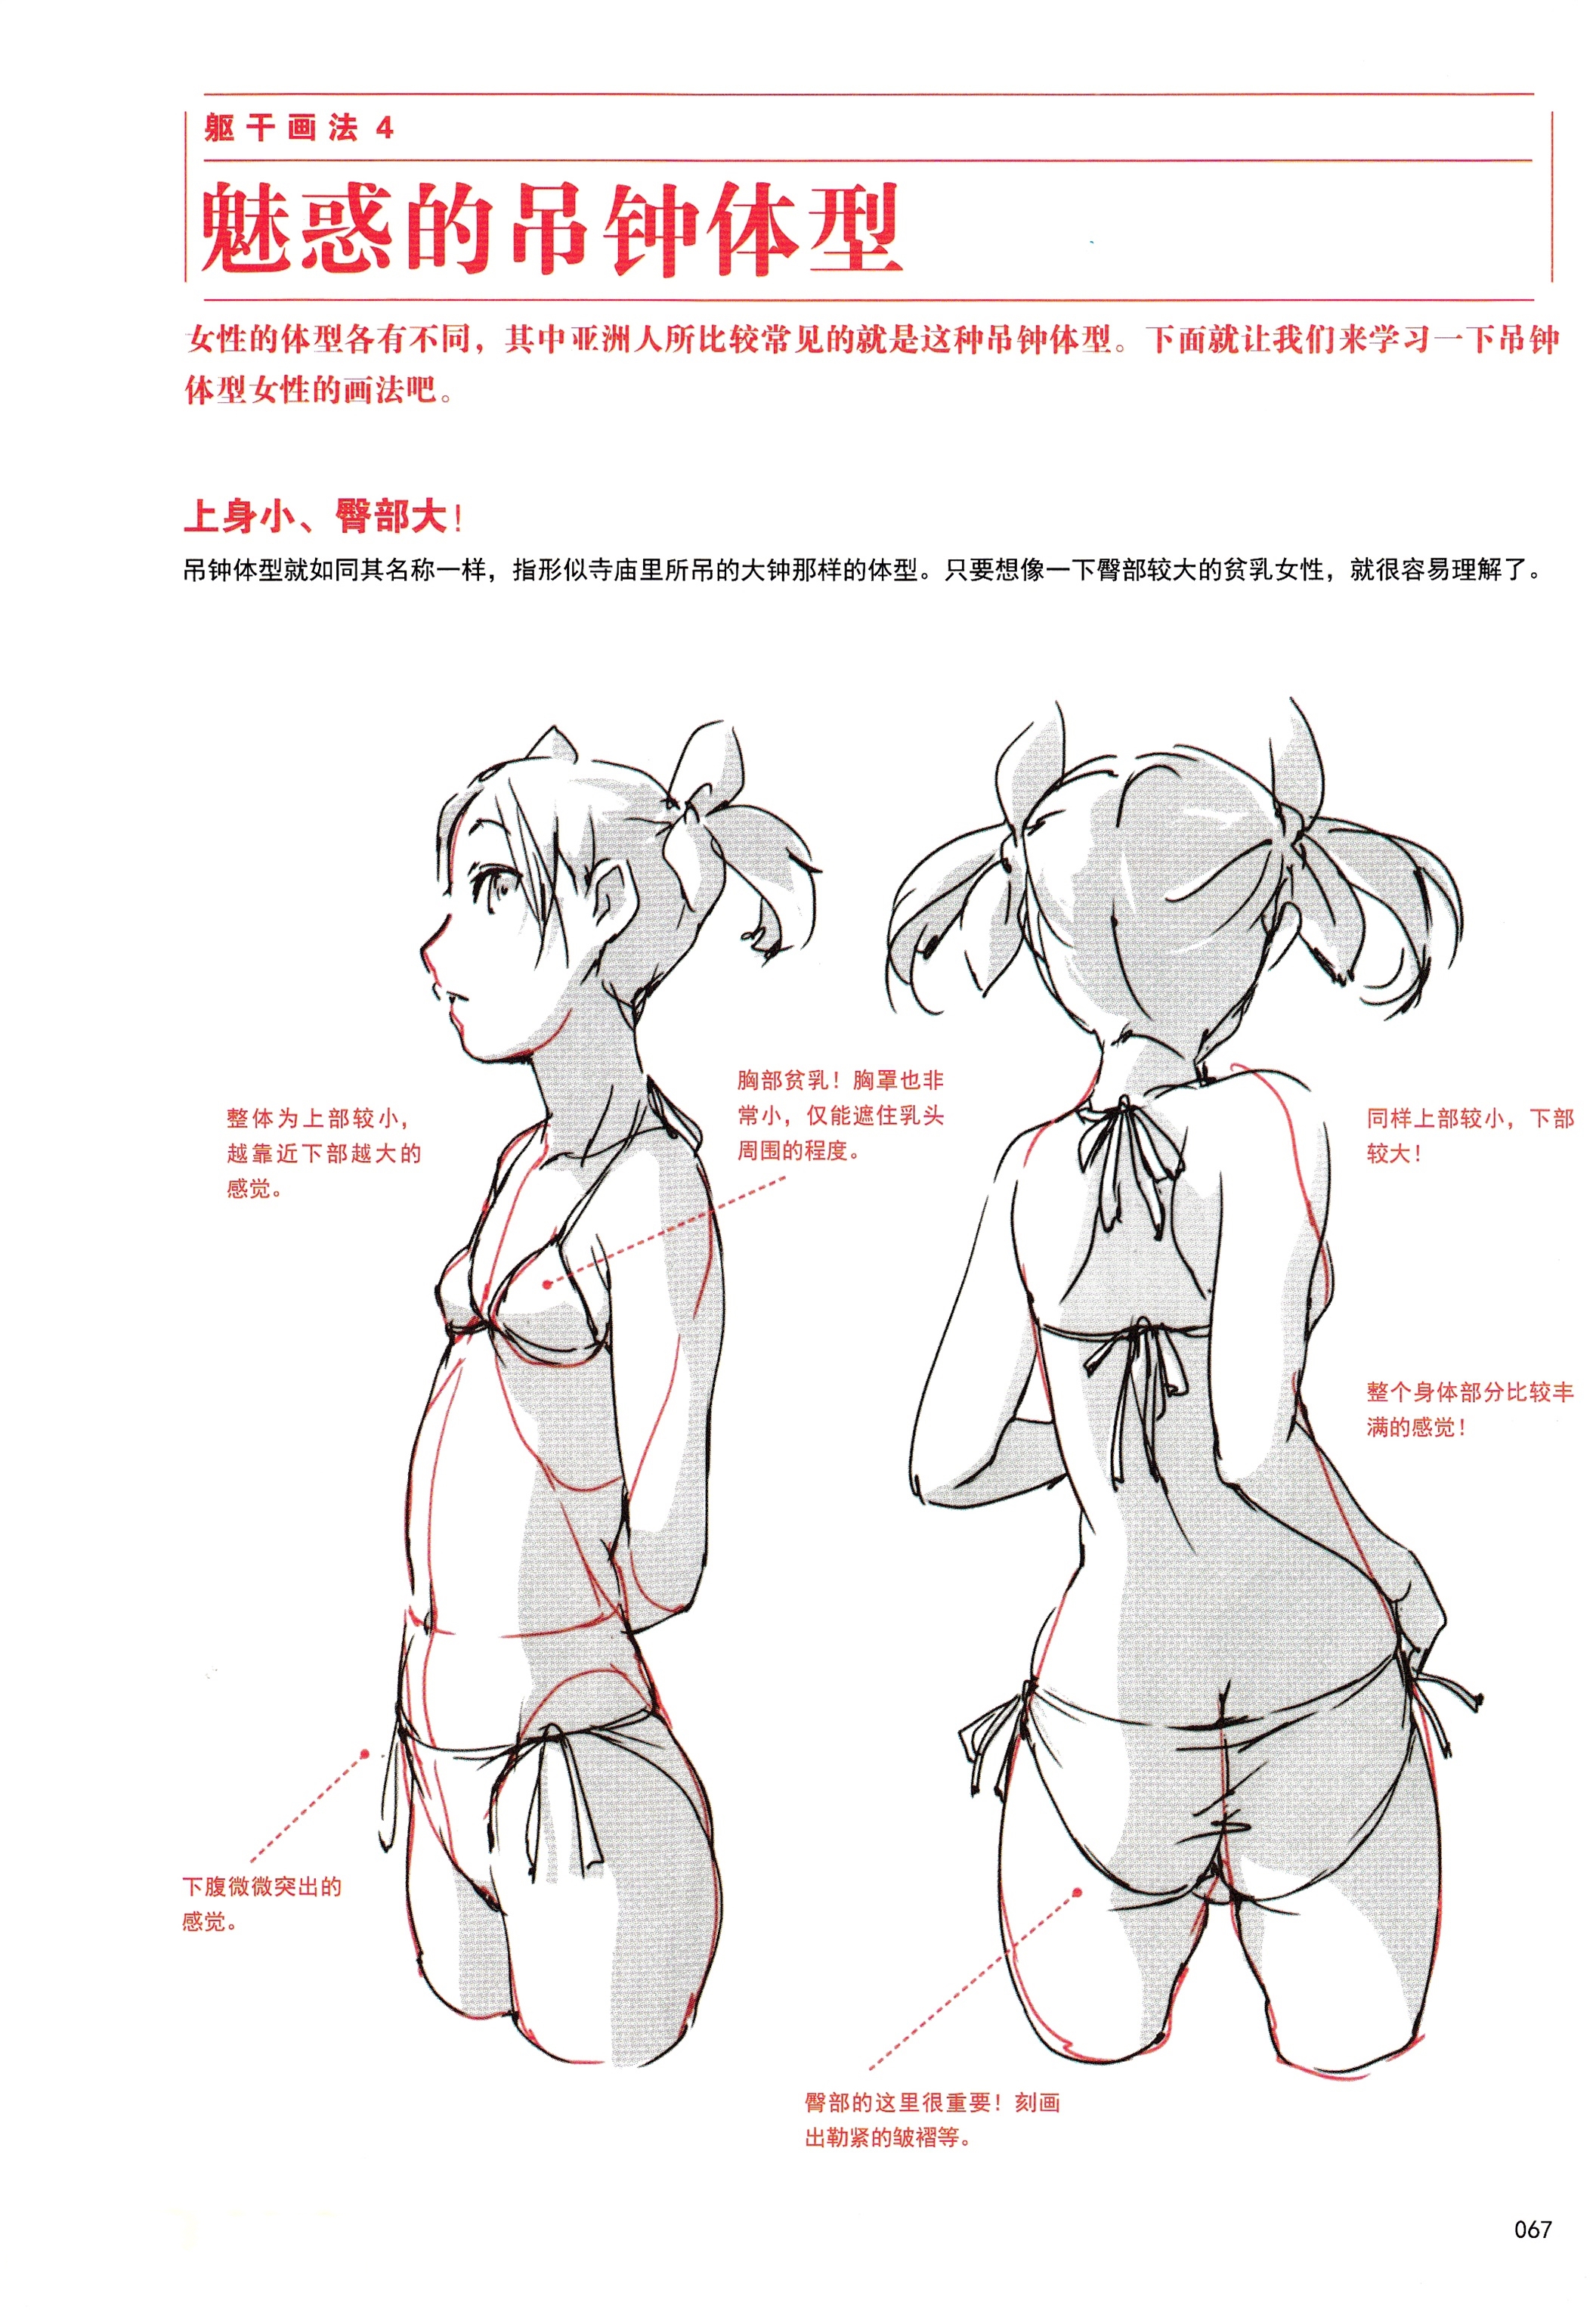 躯干画法 4
魅惑的吊钟体型
女性的体型各有不同，其中亚洲人所比较常见的就是这种吊钟体型。下面就让我们来学习一下吊钟
体型女性的画法吧。
上身小、臀部大！
吊钟体型就如同其名称一样，指形似寺庙里所吊的大钟那样的体型。只要想像一下臀部较大的贫乳女性，就很容易理解了。
整体为上部较小，
越靠近下部越大的
感觉。
胸部贫乳！胸罩也非
常小，仅能遮住乳头
周围的程度。
同样上部较小，下部
较大！
整个身体部分比较丰
满的感觉！
下腹微微突出的
感觉。
臀部的这里很重要！刻画
出勒紧的皱褶等。
067